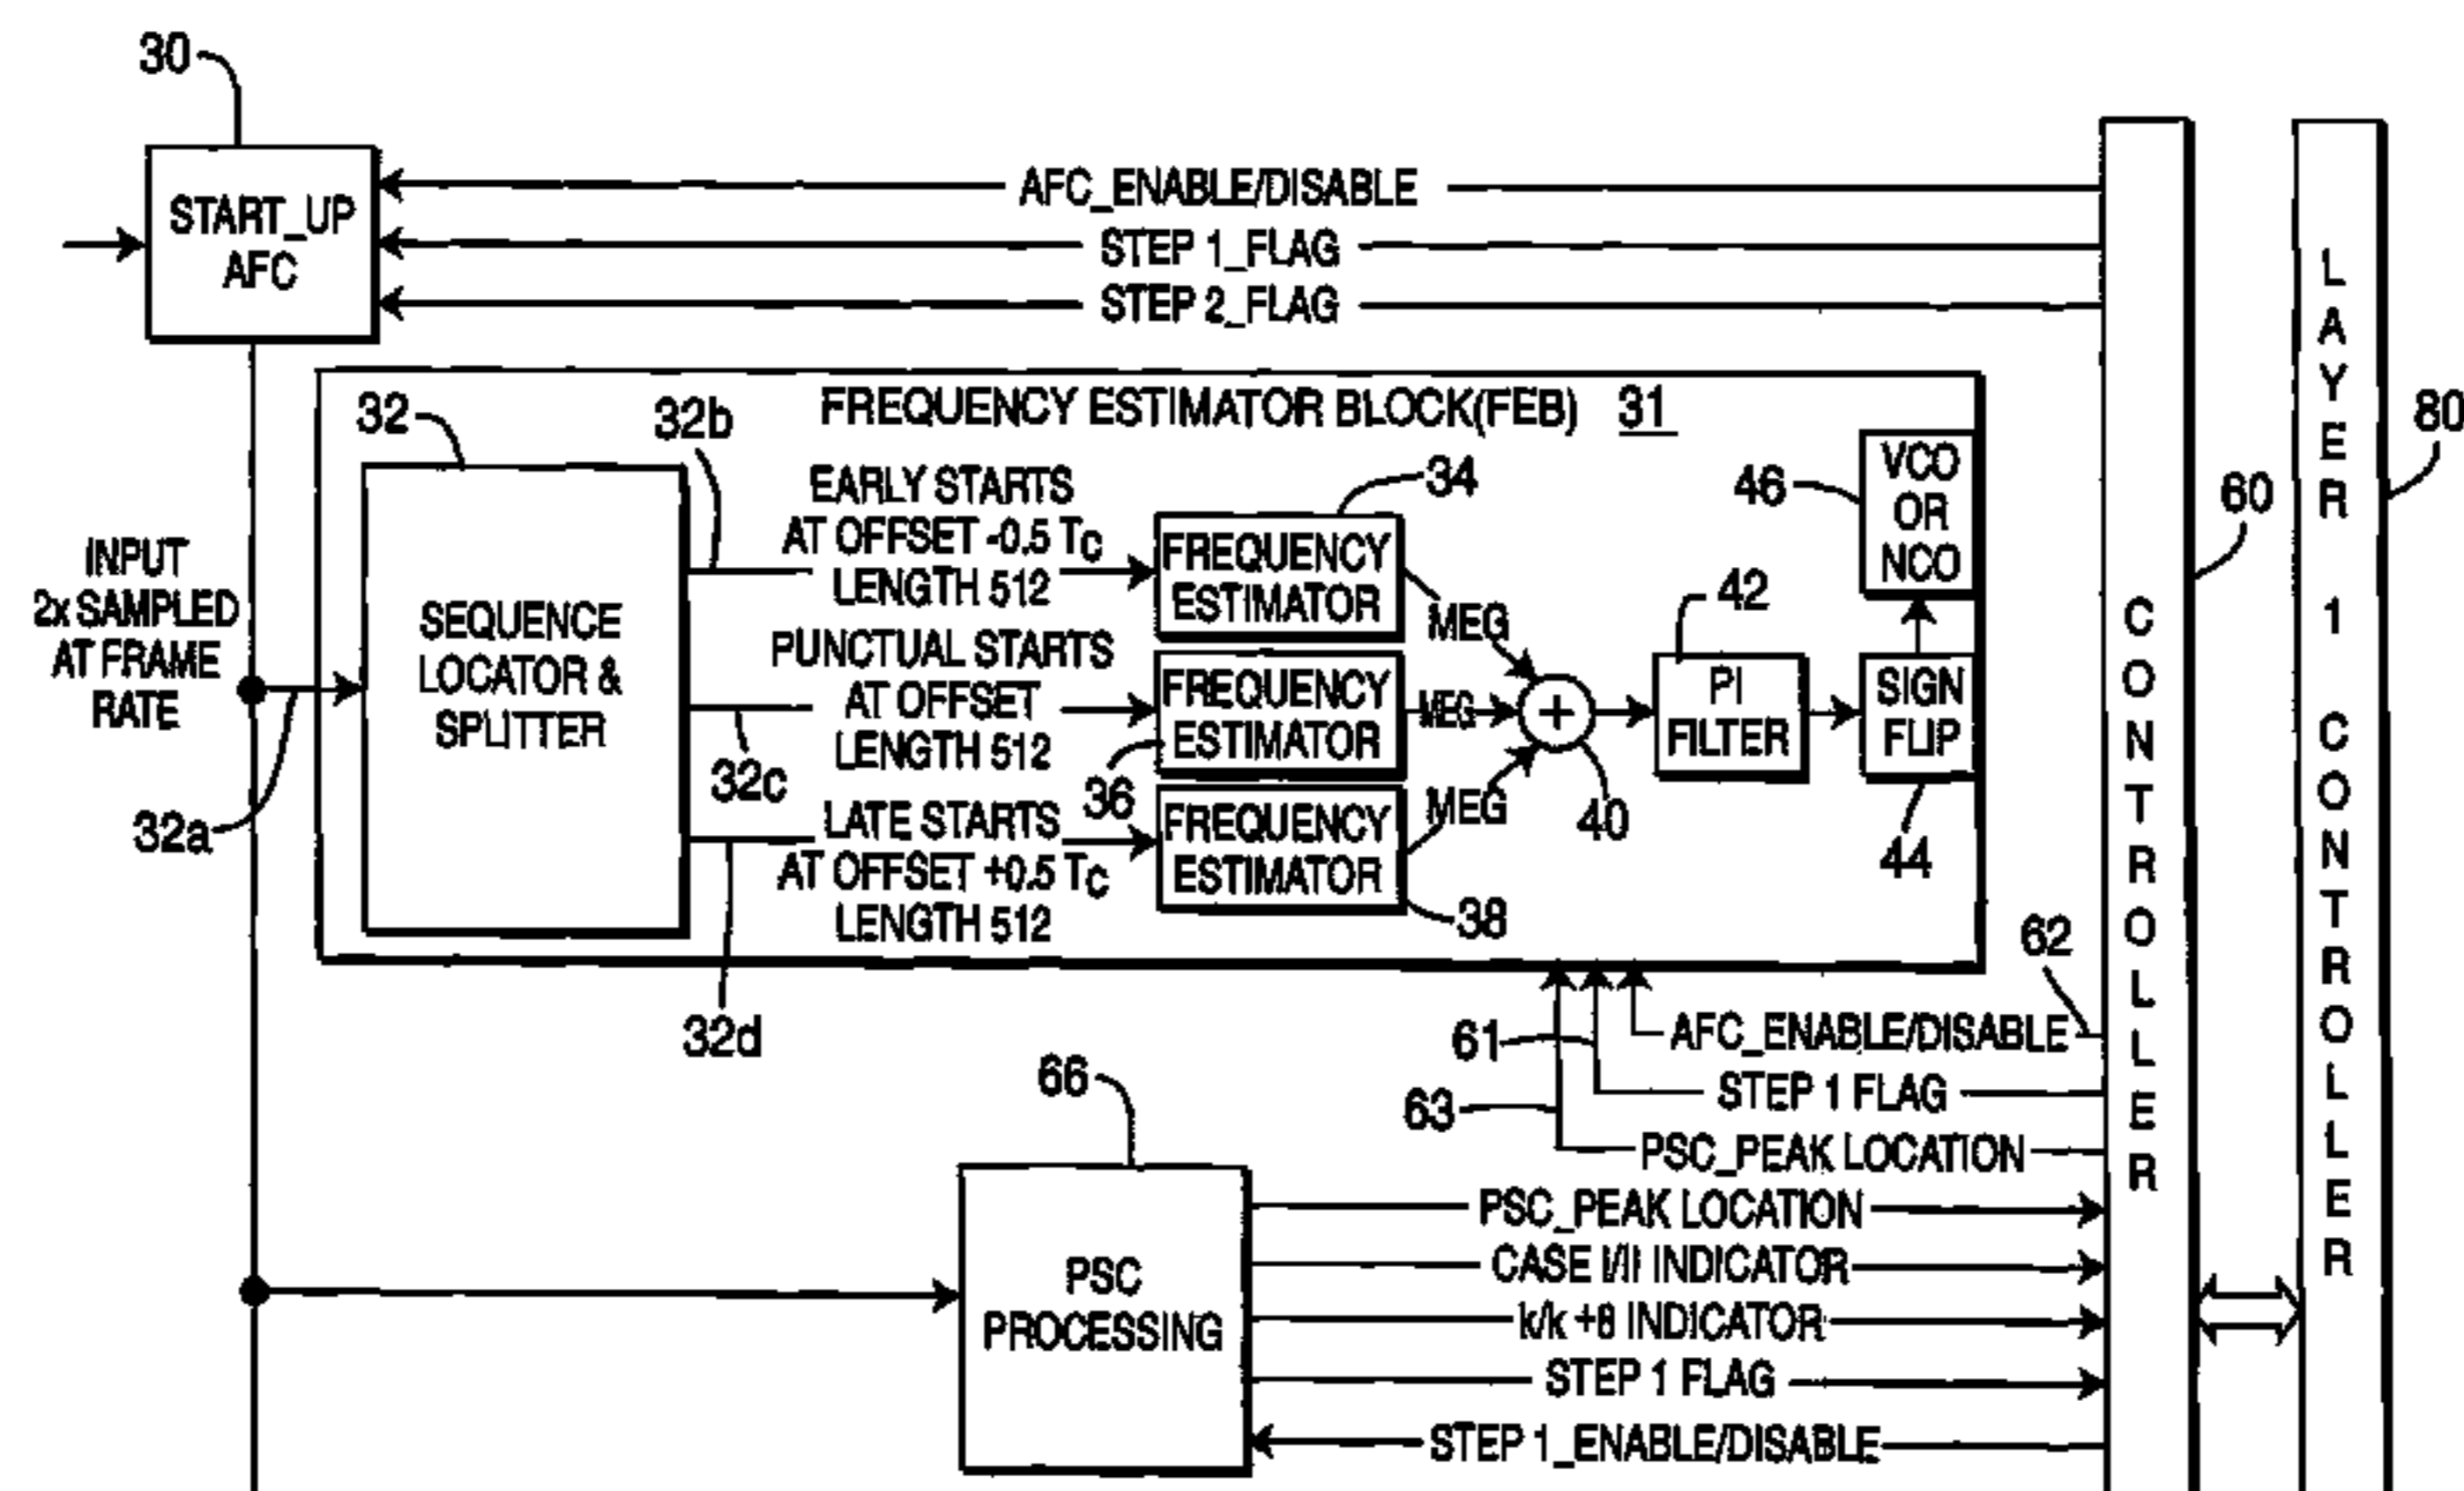 30
START_UP
AFC
AFC_ENABLE/DISABLE
STEP 1_FLAG
STEP 2_FLAG
FREQUENCY ESTIMATOR BLOCK(FEB) 31
32
32b
INPUT
2x SAMPLED
AT FRAME
RATE
32a
SEQUENCE
LOCATOR &
SPLITTER
EARLY STARTS
AT OFFSET -0.5 TC
LENGTH 512
PUNCTUAL STARTS
AT OFFSET
LENGTH 512
32c
LATE STARTS
AT OFFSET +0.5 TC
LENGTH 512
32d
34
FREQUENCY
ESTIMATOR
36
FREQUENCY
ESTIMATOR
FREQUENCY
ESTIMATOR
38
MEG
MEG
MEG
+
40
42
PI
FILTER
46
VCO
OR
NCO
SIGN
FLIP
44
CONTROLLER
60
LAYER 1 CONTROLLER
80
62
61
AFC_ENABLE/DISABLE
STEP 1 FLAG
63
PSC_PEAK LOCATION
66
PSC
PROCESSING
PSC_PEAK LOCATION
CASE I/II INDICATOR
k/k +8 INDICATOR
STEP 1 FLAG
STEP 1_ENABLE/DISABLE